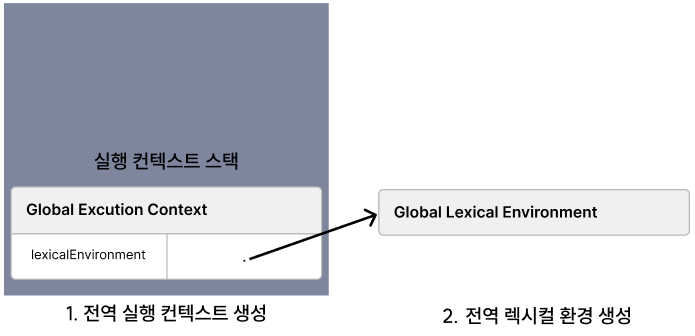 실행 컨텍스트 스택
Global Excution Context
lexicalEnvironment
Global Lexical Environment
1. 전역 실행 컨텍스트 생성
2. 전역 렉시컬 환경 생성